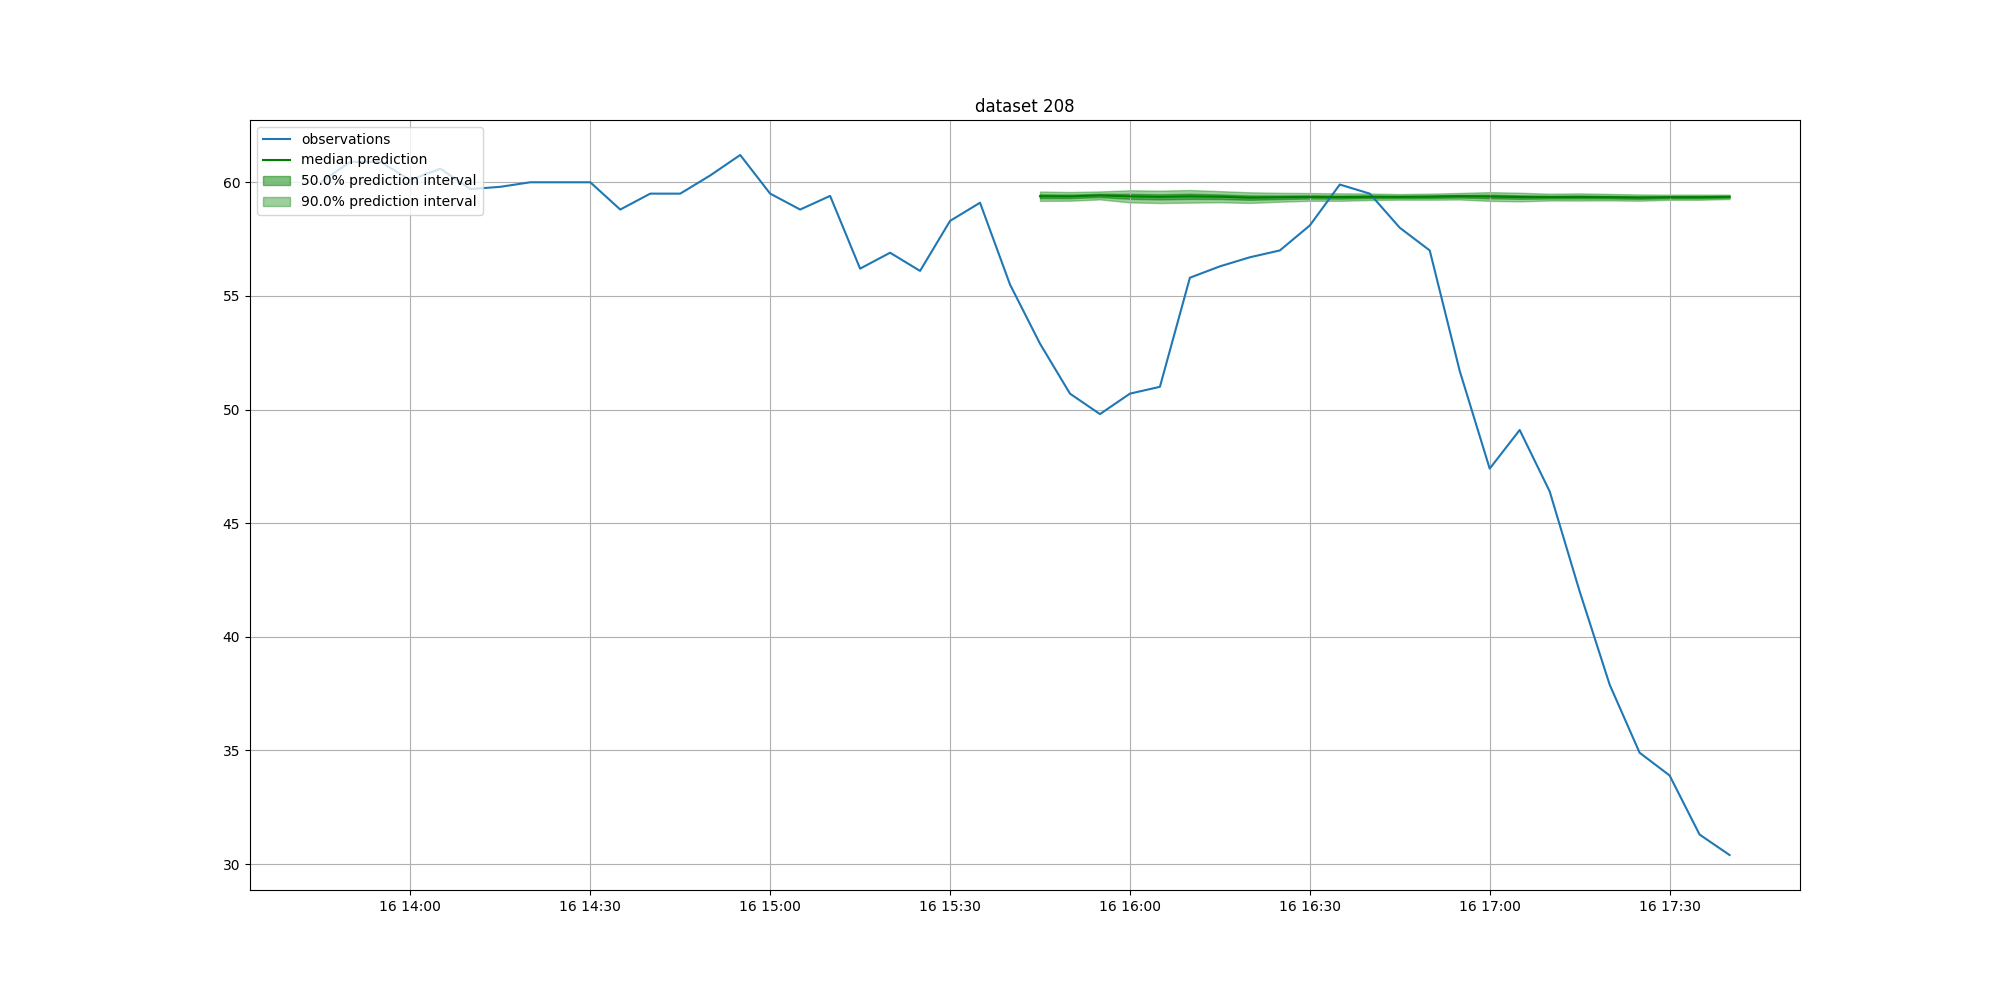 dataset 208
observations
median prediction
50.0% prediction interval
90.0% prediction interval
60
55
50
45
40
35
30
16 14:00 16 14:30 16 15:00 16 15:30 16 16:00 16 16:30 16 17:00 16 17:30